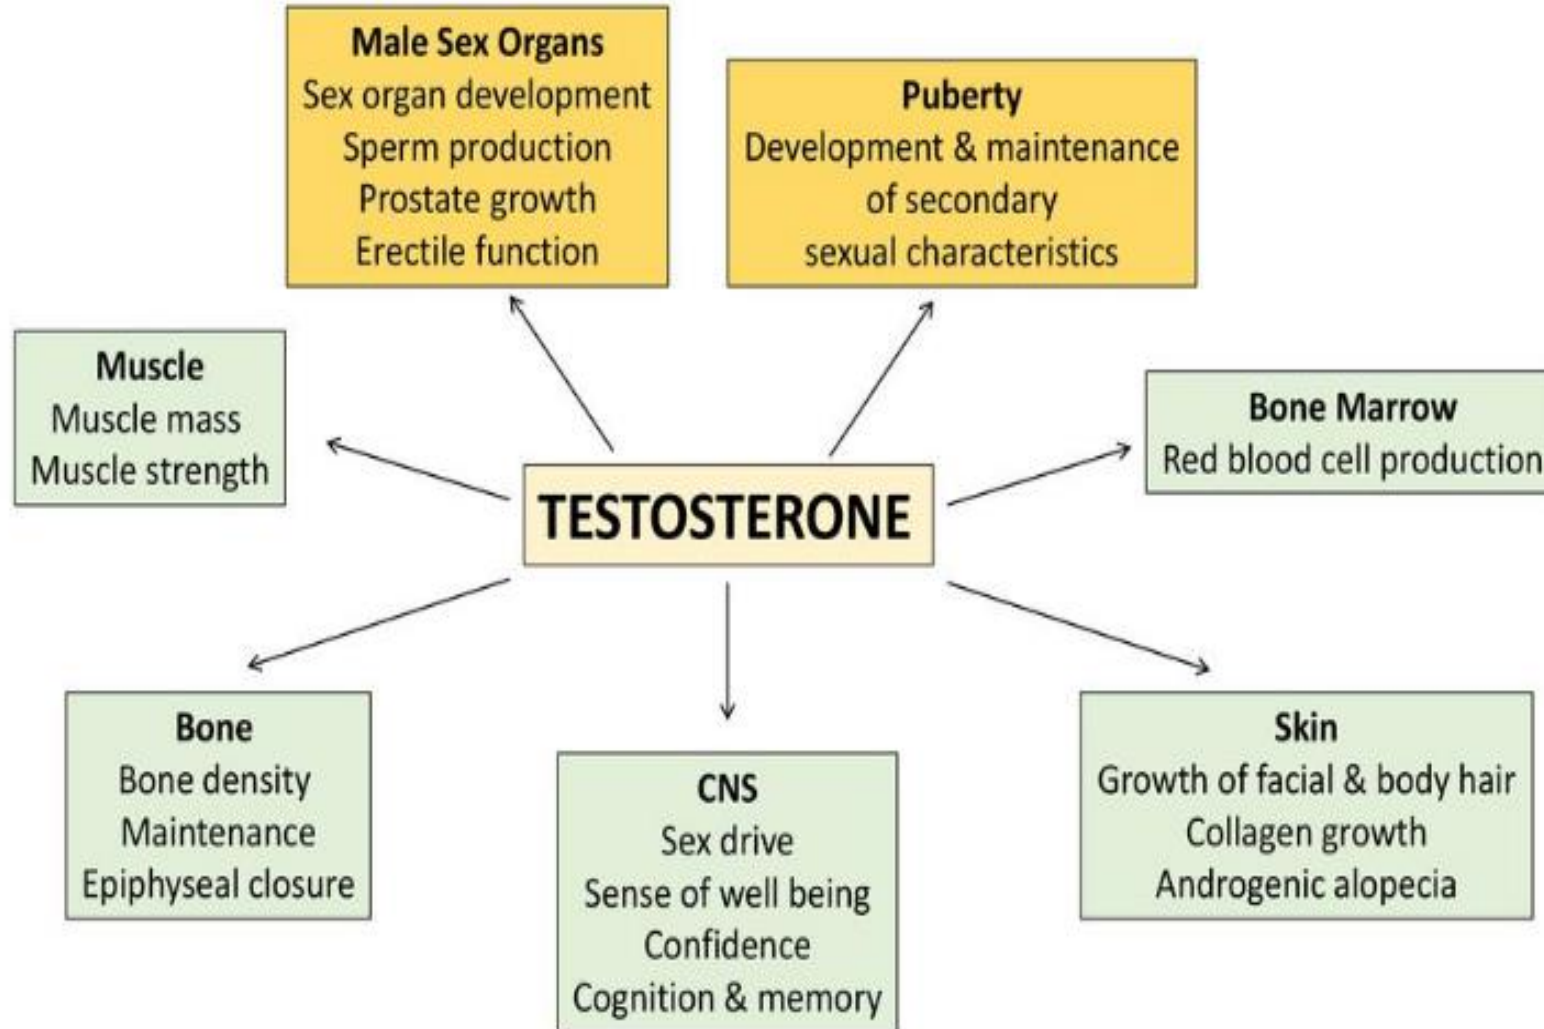 Male Sex Organs
Sex organ development
Sperm production
Prostate growth
Erectile function
Puberty
Development & maintenance
of secondary
sexual characteristics
Muscle
Muscle mass
Muscle strength
Bone Marrow
Red blood cell production
TESTOSTERONE
Bone
Bone density
Maintenance
Epiphyseal closure
CNS
Sex drive
Sense of well being
Confidence
Cognition & memory
Skin
Growth of facial & body hair
Collagen growth
Androgenic alopecia